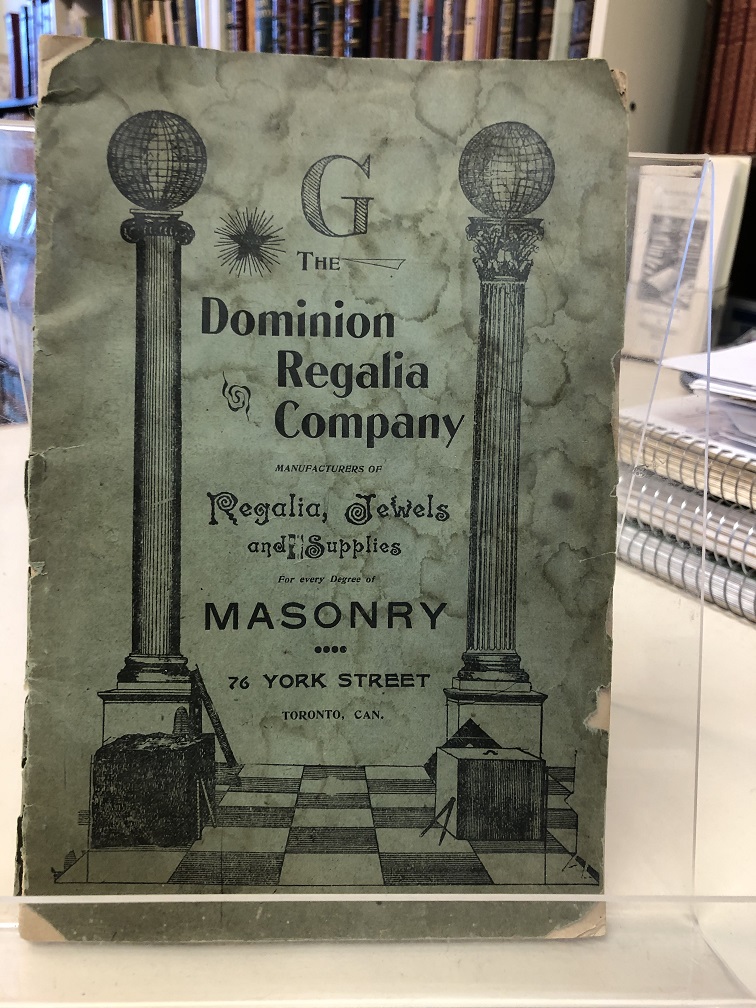 G
THE
Dominion
Regalia
Company
MANUFACTURERS OF
Regalia, Jewels
and Supplies
For every Degree of
MASONRY
76 YORK STREET
TORONTO, CAN.